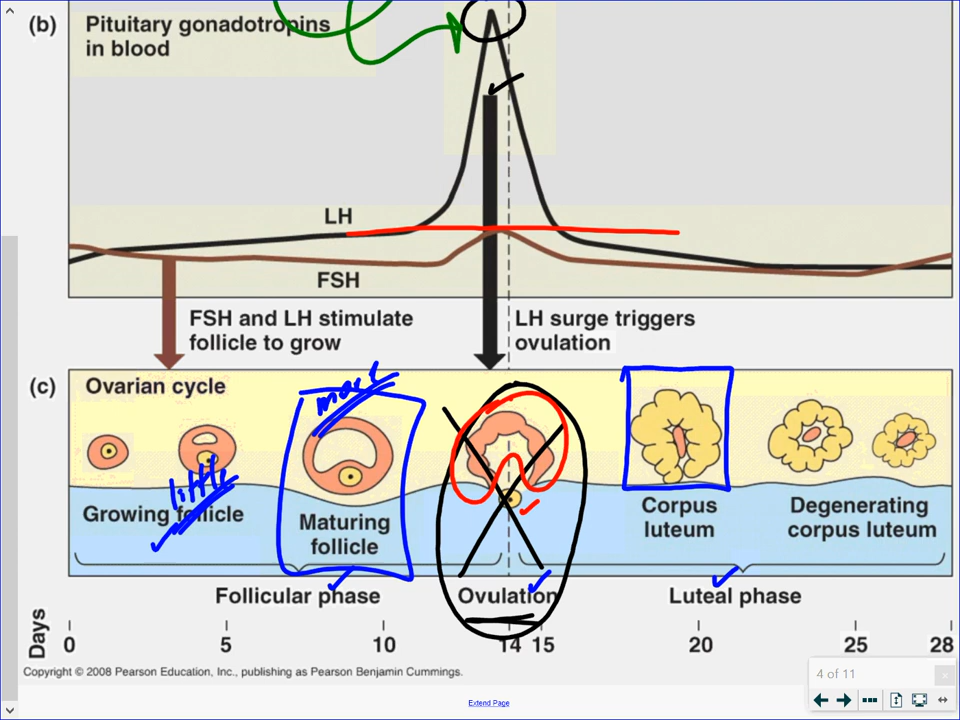 (b) Pituitary gonadotropins
in blood
LH
FSH
FSH and LH stimulate
follicle to grow
LH surge triggers
ovulation
(c) Ovarian cycle
little
Growing follicle
Maturing
follicle
Corpus
luteum
Degenerating
corpus luteum
Follicular phase
Ovulation
Luteal phase
Days
0 5 10 14 15 20 25 28
Copyright © 2008 Pearson Education, Inc., publishing as Pearson Benjamin Cummings.
4 of 11
Extend Page